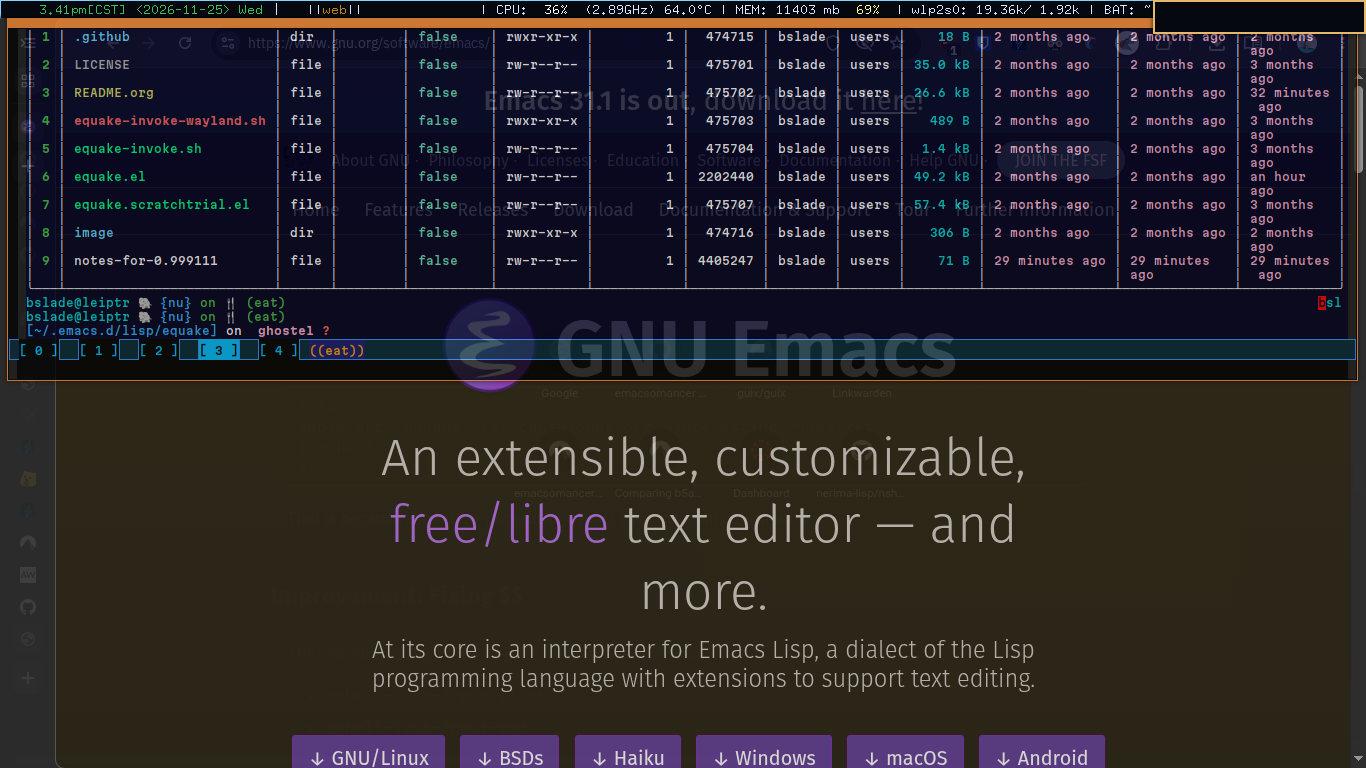 3.41pm[CST] <2026-11-25> Wed | ||web|| | CPU: 36% (2.89GHz) 64.0°C | MEM: 11403 mb 69% | wlp2s0: 19.36k/ 1.92k | BAT: ~
https://www.gnu.org/software/emacs/
1 | .github | dir | | false | rwxr-xr-x | 1 | 474715 | bslade | users | 18 B | 2 months ago | 2 months ago | 2 months ago
2 | LICENSE | file | | false | rw-r--r-- | 1 | 475701 | bslade | users | 35.0 kB | 2 months ago | 2 months ago | 3 months ago
3 | README.org | file | | false | rw-r--r-- | 1 | 475702 | bslade | users | 26.6 kB | 2 months ago | 2 months ago | 32 minutes ago
Emacs 31.1 is out, download it here!
4 | equake-invoke-wayland.sh | file | | false | rwxr-xr-x | 1 | 475703 | bslade | users | 489 B | 2 months ago | 2 months ago | 3 months ago
5 | equake-invoke.sh | file | | false | rwxr-xr-x | 1 | 475704 | bslade | users | 1.4 kB | 2 months ago | 2 months ago | 3 months ago
About GNU · Philosophy · Licenses · Education · Software · Documentation · Help GNU · JOIN THE FSF
6 | equake.el | file | | false | rw-r--r-- | 1 | 2202440 | bslade | users | 49.2 kB | 2 months ago | 2 months ago | an hour ago
7 | equake.scratchtrial.el | file | | false | rw-r--r-- | 1 | 475707 | bslade | users | 57.4 kB | 2 months ago | 2 months ago | 3 months ago
Home Features Releases Download Documentation & Support Tour Further information
8 | image | dir | | false | rwxr-xr-x | 1 | 474716 | bslade | users | 306 B | 2 months ago | 2 months ago | 2 months ago
9 | notes-for-0.999111 | file | | false | rw-r--r-- | 1 | 4405247 | bslade | users | 71 B | 29 minutes ago | 29 minutes ago | 29 minutes ago
bslade@leiptr 🐘 {nu} on 🍴 (eat) bsl
bslade@leiptr 🐘 {nu} on 🍴 (eat)
[~/.emacs.d/lisp/equake] on ghostel ?
[ 0 ] [ 1 ] [ 2 ] [ 3 ] [ 4 ] ((eat))
GNU Emacs
Google emacsomancer ... guix/guix Linkwarden
An extensible, customizable,
free/libre text editor — and
more.
emacsomancer... Comparing b5a... Dashboard
At its core is an interpreter for Emacs Lisp, a dialect of the Lisp
programming language with extensions to support text editing.
↓ GNU/Linux ↓ BSDs ↓ Haiku ↓ Windows ↓ macOS ↓ Android